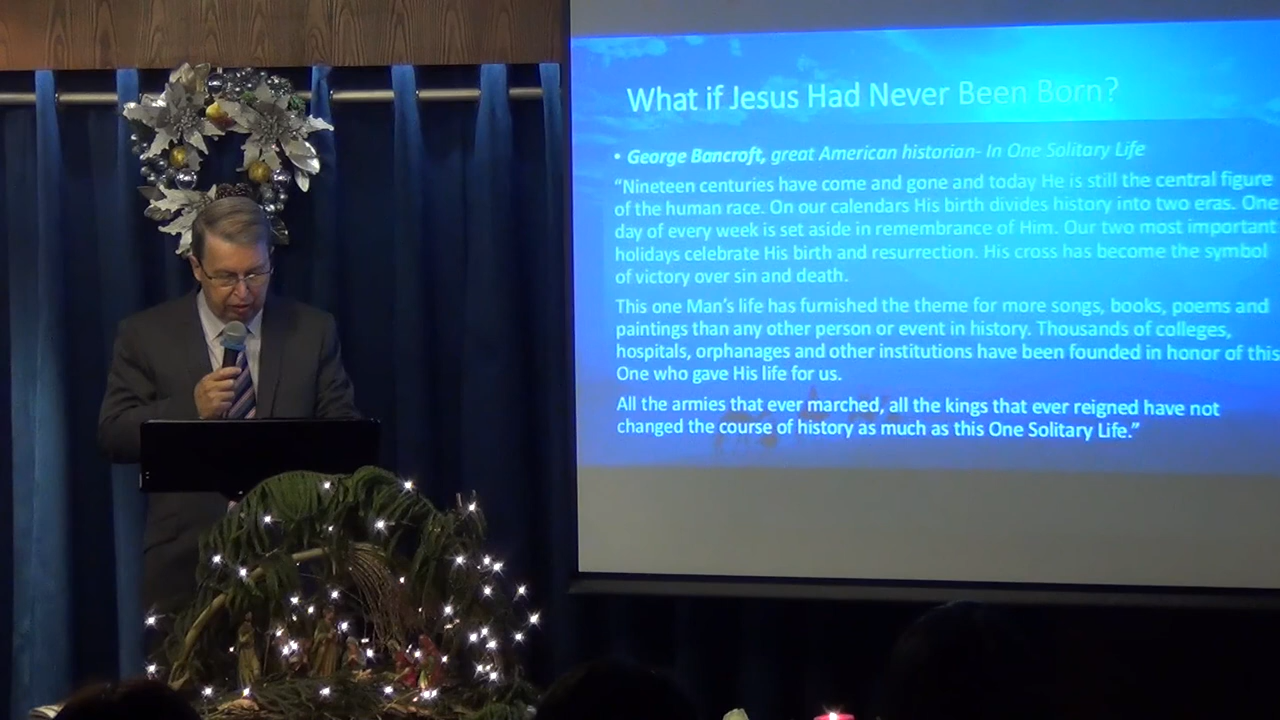 What if Jesus Had Never Been Born?
• George Bancroft, great American historian- In One Solitary Life
“Nineteen centuries have come and gone and today He is still the central figure
of the human race. On our calendars His birth divides history into two eras. One
day of every week is set aside in remembrance of Him. Our two most important
holidays celebrate His birth and resurrection. His cross has become the symbol
of victory over sin and death.
This one Man’s life has furnished the theme for more songs, books, poems and
paintings than any other person or event in history. Thousands of colleges,
hospitals, orphanages and other institutions have been founded in honor of this
One who gave His life for us.
All the armies that ever marched, all the kings that ever reigned have not
changed the course of history as much as this One Solitary Life.”